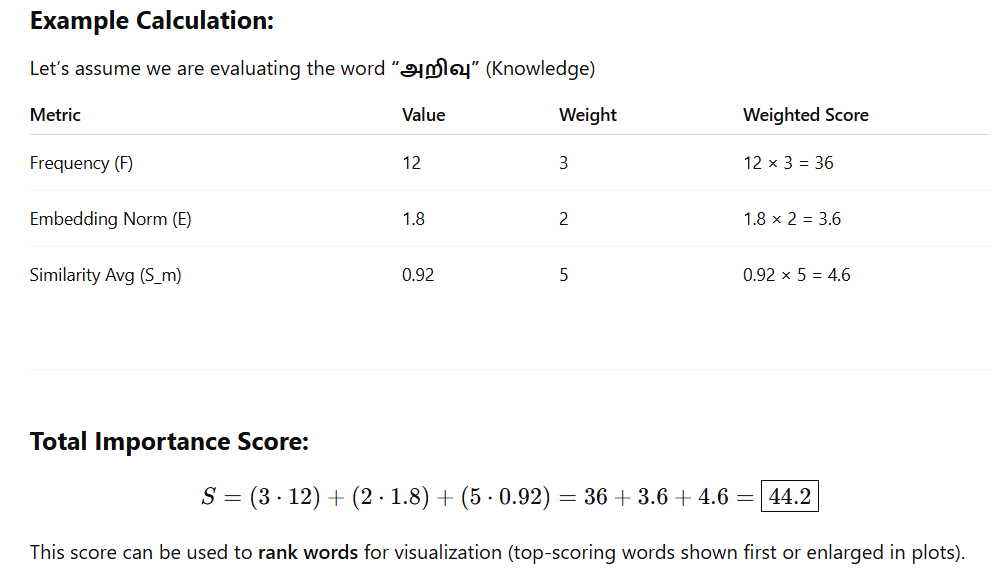 Example Calculation:
Let’s assume we are evaluating the word “அறிவு” (Knowledge)
Metric Value Weight Weighted Score
Frequency (F) 12 3 12 × 3 = 36
Embedding Norm (E) 1.8 2 1.8 × 2 = 3.6
Similarity Avg (S_m) 0.92 5 0.92 × 5 = 4.6
Total Importance Score:
S = (3 · 12) + (2 · 1.8) + (5 · 0.92) = 36 + 3.6 + 4.6 = 44.2
This score can be used to rank words for visualization (top-scoring words shown first or enlarged in plots).